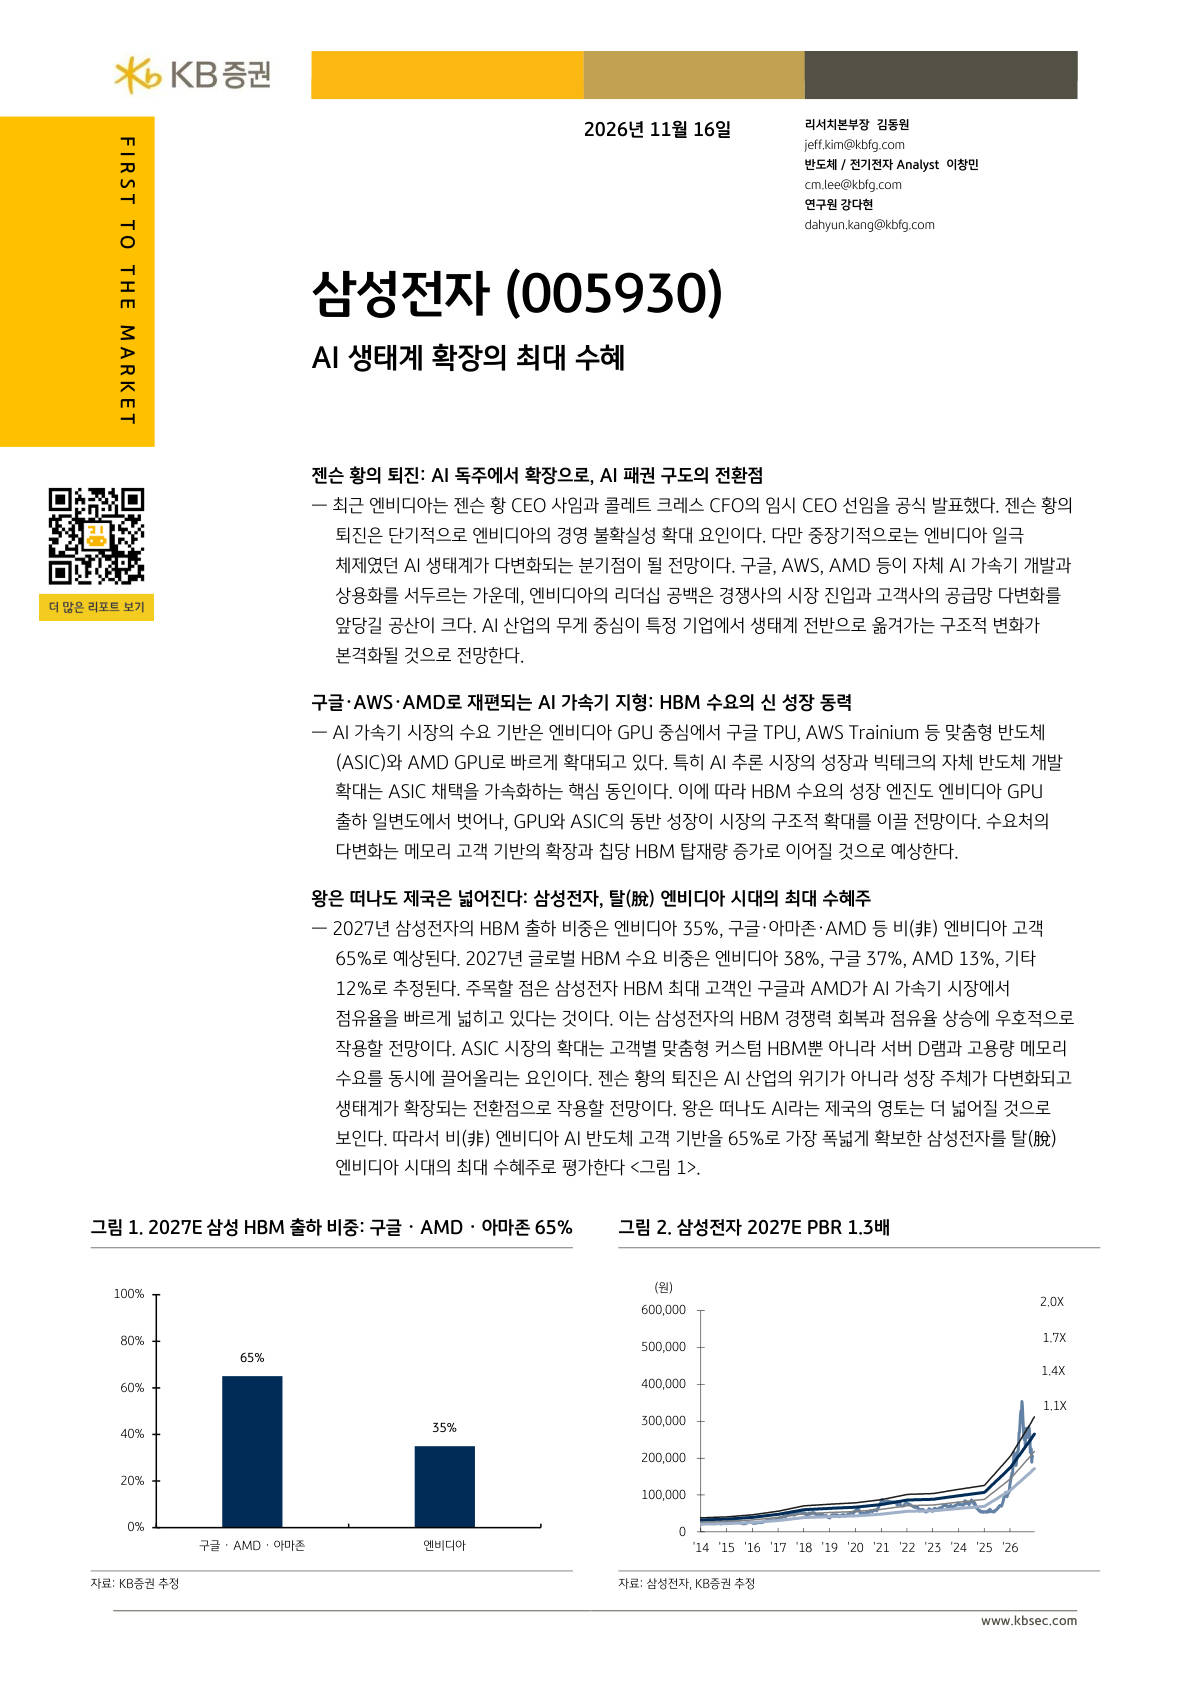 KB증권
FIRST TO THE MARKET
더 많은 리포트 보기
2026년 11월 16일
리서치본부장 김동원
jeff.kim@kbfg.com
반도체 / 전기전자 Analyst 이창민
cm.lee@kbfg.com
연구원 강다현
dahyun.kang@kbfg.com
삼성전자 (005930)
AI 생태계 확장의 최대 수혜
젠슨 황의 퇴진: AI 독주에서 확장으로, AI 패권 구도의 전환점
— 최근 엔비디아는 젠슨 황 CEO 사임과 콜레트 크레스 CFO의 임시 CEO 선임을 공식 발표했다. 젠슨 황의
퇴진은 단기적으로 엔비디아의 경영 불확실성 확대 요인이다. 다만 중장기적으로는 엔비디아 일극
체제였던 AI 생태계가 다변화되는 분기점이 될 전망이다. 구글, AWS, AMD 등이 자체 AI 가속기 개발과
상용화를 서두르는 가운데, 엔비디아의 리더십 공백은 경쟁사의 시장 진입과 고객사의 공급망 다변화를
앞당길 공산이 크다. AI 산업의 무게 중심이 특정 기업에서 생태계 전반으로 옮겨가는 구조적 변화가
본격화될 것으로 전망한다.
구글·AWS·AMD로 재편되는 AI 가속기 지형: HBM 수요의 신 성장 동력
— AI 가속기 시장의 수요 기반은 엔비디아 GPU 중심에서 구글 TPU, AWS Trainium 등 맞춤형 반도체
(ASIC)와 AMD GPU로 빠르게 확대되고 있다. 특히 AI 추론 시장의 성장과 빅테크의 자체 반도체 개발
확대는 ASIC 채택을 가속화하는 핵심 동인이다. 이에 따라 HBM 수요의 성장 엔진도 엔비디아 GPU
출하 일변도에서 벗어나, GPU와 ASIC의 동반 성장이 시장의 구조적 확대를 이끌 전망이다. 수요처의
다변화는 메모리 고객 기반의 확장과 칩당 HBM 탑재량 증가로 이어질 것으로 예상한다.
왕은 떠나도 제국은 넓어진다: 삼성전자, 탈(脫) 엔비디아 시대의 최대 수혜주
— 2027년 삼성전자의 HBM 출하 비중은 엔비디아 35%, 구글·아마존·AMD 등 비(非) 엔비디아 고객
65%로 예상된다. 2027년 글로벌 HBM 수요 비중은 엔비디아 38%, 구글 37%, AMD 13%, 기타
12%로 추정된다. 주목할 점은 삼성전자 HBM 최대 고객인 구글과 AMD가 AI 가속기 시장에서
점유율을 빠르게 넓히고 있다는 것이다. 이는 삼성전자의 HBM 경쟁력 회복과 점유율 상승에 우호적으로
작용할 전망이다. ASIC 시장의 확대는 고객별 맞춤형 커스텀 HBM뿐 아니라 서버 D램과 고용량 메모리
수요를 동시에 끌어올리는 요인이다. 젠슨 황의 퇴진은 AI 산업의 위기가 아니라 성장 주체가 다변화되고
생태계가 확장되는 전환점으로 작용할 전망이다. 왕은 떠나도 AI라는 제국의 영토는 더 넓어질 것으로
보인다. 따라서 비(非) 엔비디아 AI 반도체 고객 기반을 65%로 가장 폭넓게 확보한 삼성전자를 탈(脫)
엔비디아 시대의 최대 수혜주로 평가한다 <그림 1>.
그림 1. 2027E 삼성 HBM 출하 비중: 구글 · AMD · 아마존 65%
100%
80%
60%
40%
20%
0%
65%
35%
구글 · AMD · 아마존
엔비디아
자료: KB증권 추정
그림 2. 삼성전자 2027E PBR 1.3배
(원)
600,000
500,000
400,000
300,000
200,000
100,000
0
2.0X
1.7X
1.4X
1.1X
'14 '15 '16 '17 '18 '19 '20 '21 '22 '23 '24 '25 '26
자료: 삼성전자, KB증권 추정
www.kbsec.com